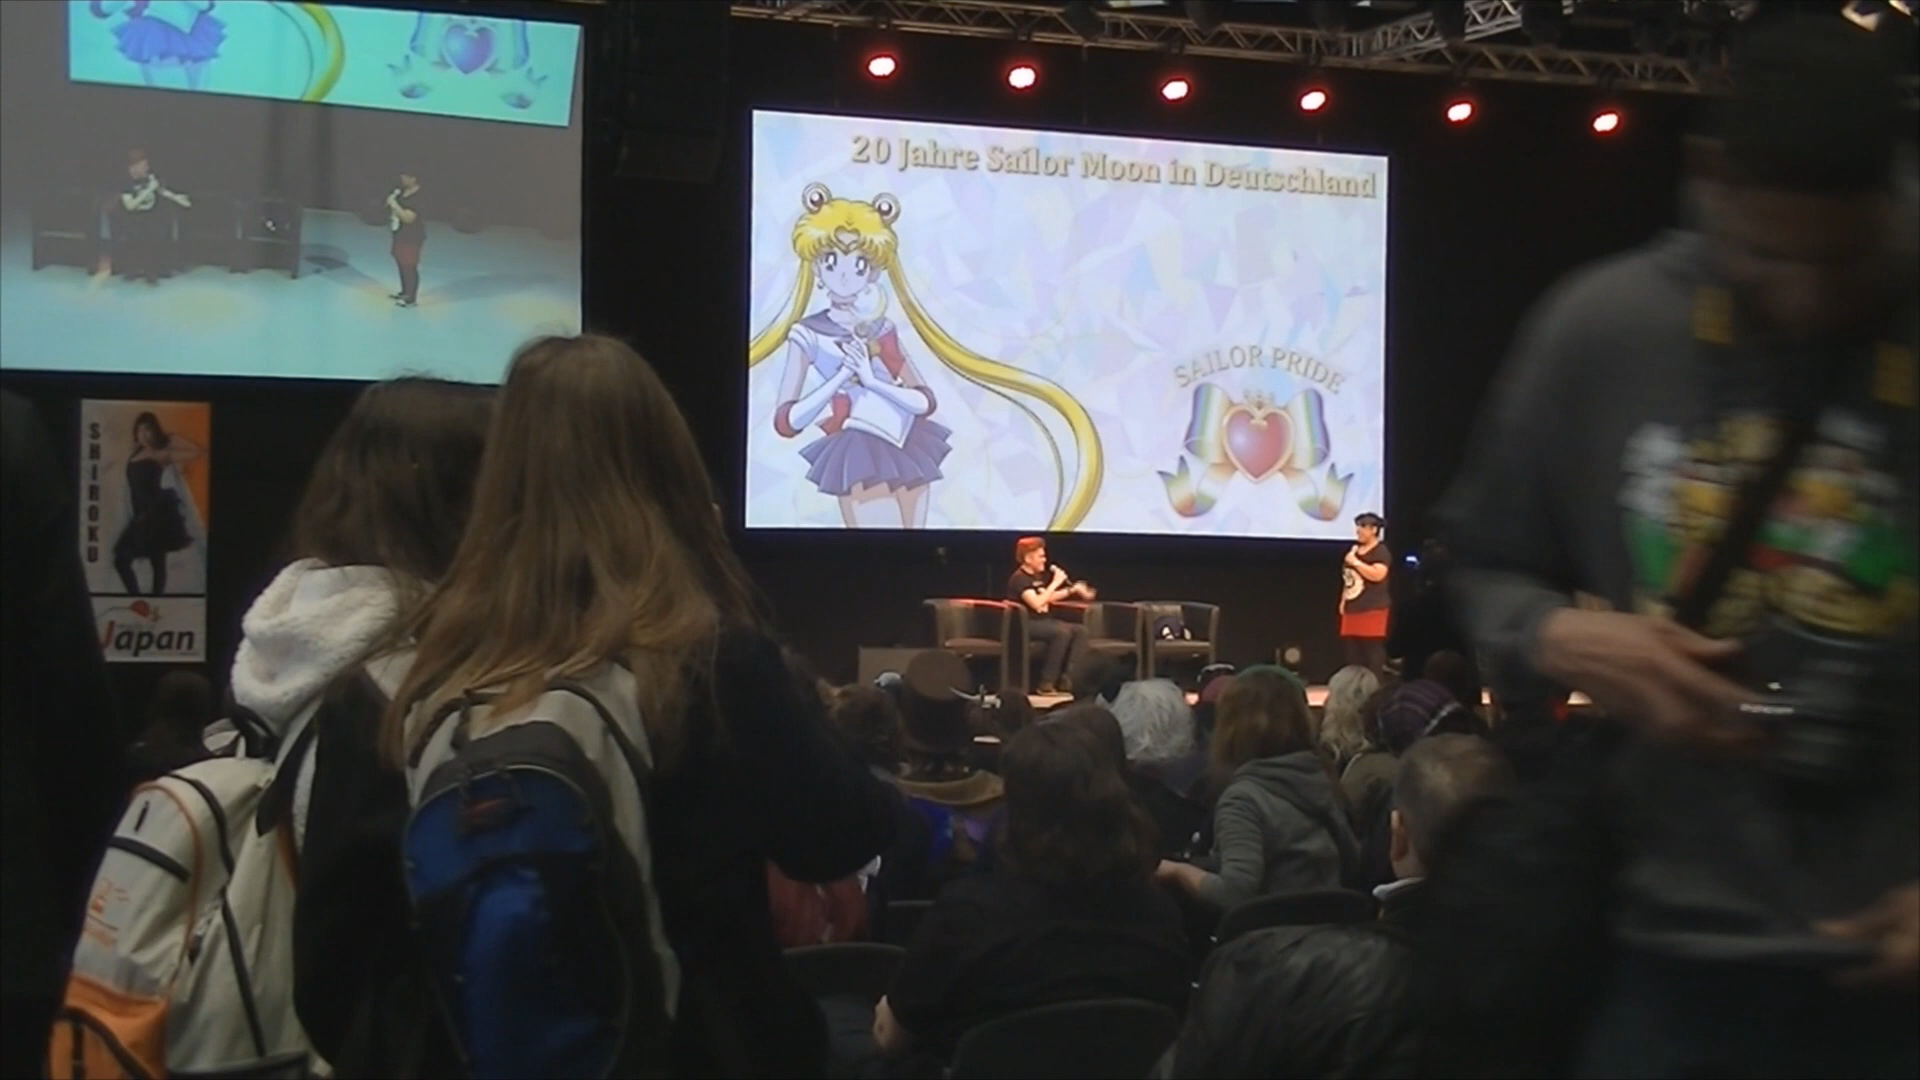 20 Jahre Sailor Moon in Deutschland
SAILOR PRIDE
SHIROKU
Japan